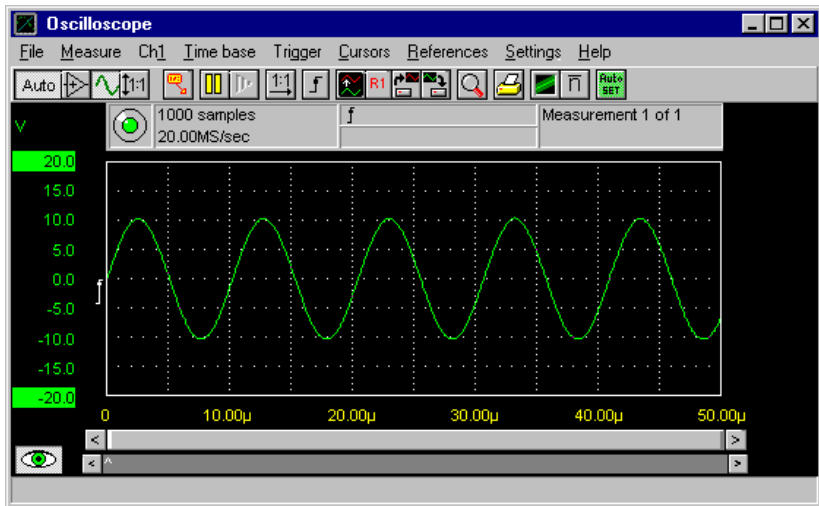 Oscilloscope
File Measure Ch1 Time base Trigger Cursors References Settings Help
Auto 1:1 1:1 R1 Auto SET
V
1000 samples
20.00MS/sec
Measurement 1 of 1
20.0
15.0
10.0
5.0
0.0
-5.0
-10.0
-15.0
-20.0
0 10.00µ 20.00µ 30.00µ 40.00µ 50.00µ